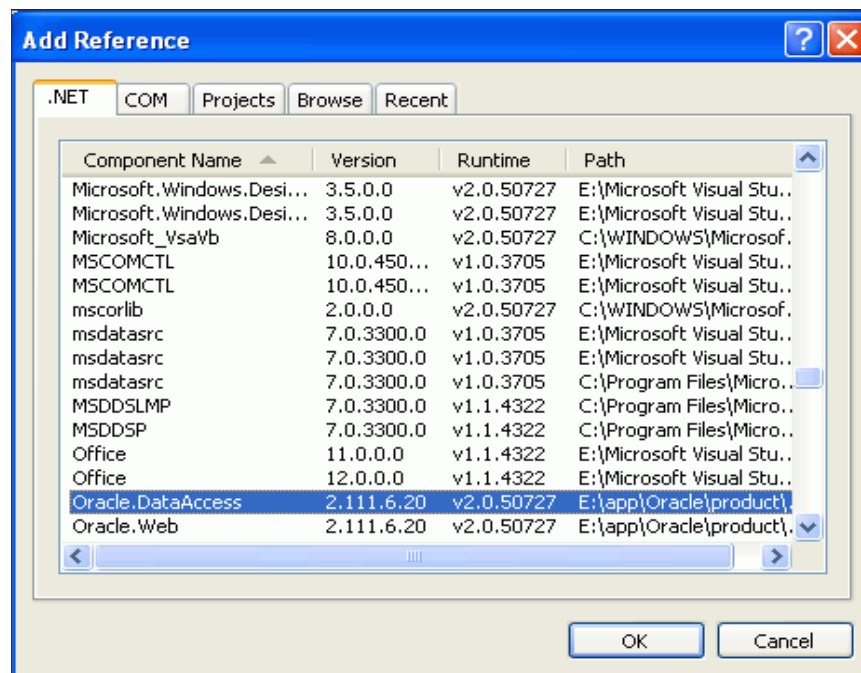 Add Reference
.NET COM Projects Browse Recent
Component Name Version Runtime Path
Microsoft.Windows.Desi... 3.5.0.0 v2.0.50727 E:\Microsoft Visual Stu..
Microsoft.Windows.Desi... 3.5.0.0 v2.0.50727 E:\Microsoft Visual Stu..
Microsoft_VsaVb 8.0.0.0 v2.0.50727 C:\WINDOWS\Microsof.
MSCOMCTL 10.0.450... v1.0.3705 E:\Microsoft Visual Stu..
MSCOMCTL 10.0.450... v1.0.3705 E:\Microsoft Visual Stu..
mscorlib 2.0.0.0 v2.0.50727 C:\WINDOWS\Microsof.
msdatasrc 7.0.3300.0 v1.0.3705 E:\Microsoft Visual Stu..
msdatasrc 7.0.3300.0 v1.0.3705 E:\Microsoft Visual Stu..
msdatasrc 7.0.3300.0 v1.0.3705 C:\Program Files\Micro..
MSDDSLMP 7.0.3300.0 v1.1.4322 C:\Program Files\Micro..
MSDDSP 7.0.3300.0 v1.1.4322 C:\Program Files\Micro..
Office 11.0.0.0 v1.1.4322 E:\Microsoft Visual Stu..
Office 12.0.0.0 v1.1.4322 E:\Microsoft Visual Stu..
Oracle.DataAccess 2.111.6.20 v2.0.50727 E:\app\Oracle\product\.
Oracle.Web 2.111.6.20 v2.0.50727 E:\app\Oracle\product\.
OK Cancel